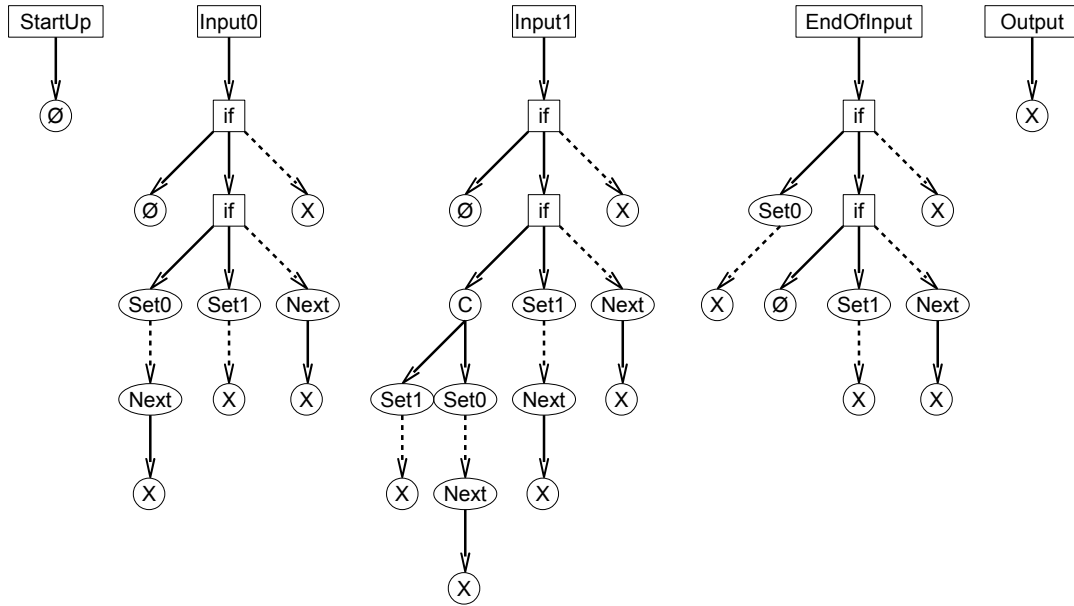 StartUp Input0 Input1 EndOfInput Output
Ø if if if X
Ø if X Ø if X Set0 if X
Set0 Set1 Next C Set1 Next X Ø Set1 Next
Next X X Set1 Set0 Next X X X
X X Next X
X